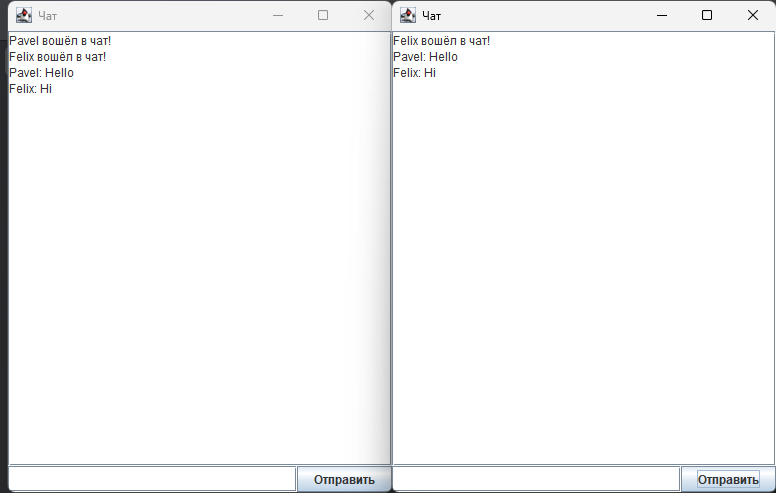 Чат
Pavel вошёл в чат!
Felix вошёл в чат!
Pavel: Hello
Felix: Hi
Отправить
Чат
Felix вошёл в чат!
Pavel: Hello
Felix: Hi
Отправить